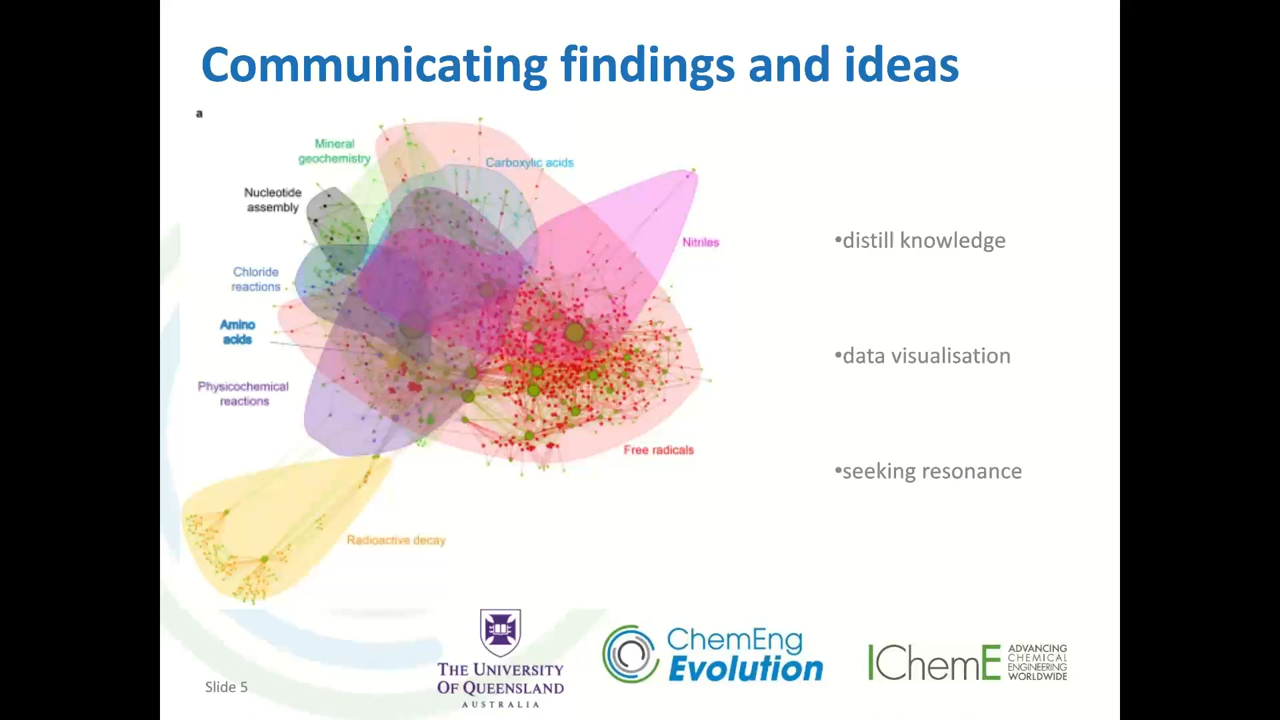 Communicating findings and ideas
a
Mineral
geochemistry
Carboxylic acids
Nucleotide
assembly
Nitriles
Chloride
reactions
Amino
acids
Physicochemical
reactions
Free radicals
Radioactive decay
•distill knowledge
•data visualisation
•seeking resonance
Slide 5
THE UNIVERSITY
OF QUEENSLAND
AUSTRALIA
ChemEng
Evolution
IChemE
ADVANCING
CHEMICAL
ENGINEERING
WORLDWIDE